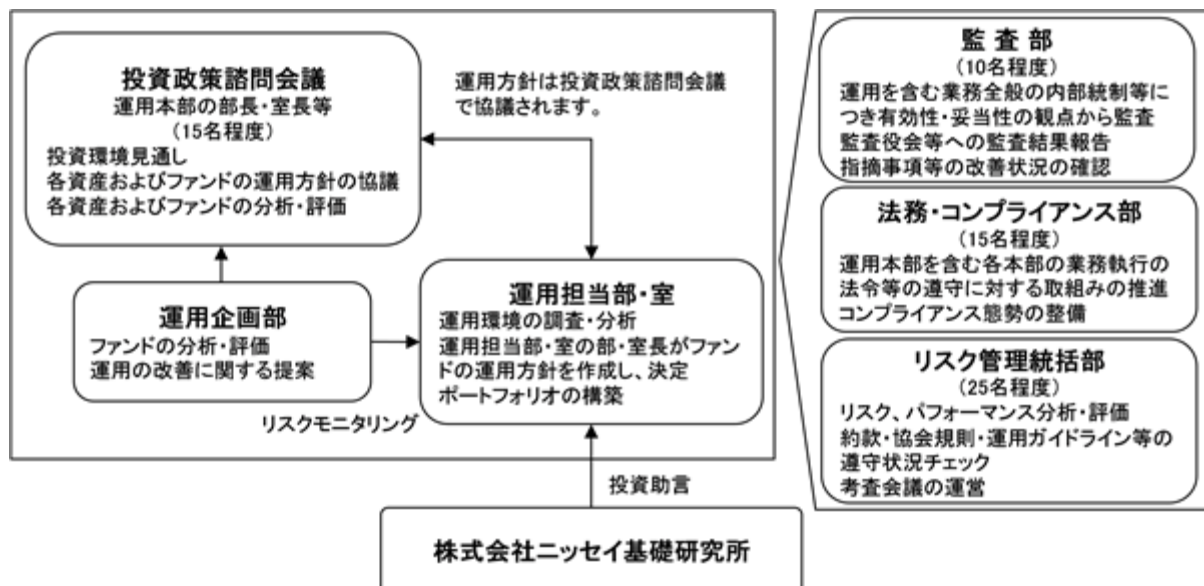 投資政策諮問会議
運用本部の部長・室長等
(15名程度)
投資環境見通し
各資産およびファンドの運用方針の協議
各資産およびファンドの分析・評価
運用方針は投資政策諮問会議
で協議されます。
運用企画部
ファンドの分析・評価
運用の改善に関する提案
運用担当部・室
運用環境の調査・分析
運用担当部・室の部・室長がファン
ドの運用方針を作成し、決定
ポートフォリオの構築
リスクモニタリング
投資助言
株式会社ニッセイ基礎研究所
監 査 部
(10名程度)
運用を含む業務全般の内部統制等に
つき有効性・妥当性の観点から監査
監査役会等への監査結果報告
指摘事項等の改善状況の確認
法務・コンプライアンス部
(15名程度)
運用本部を含む各本部の業務執行の
法令等の遵守に対する取組みの推進
コンプライアンス態勢の整備
リスク管理統括部
(25名程度)
リスク、パフォーマンス分析・評価
約款・協会規則・運用ガイドライン等の
遵守状況チェック
考査会議の運営